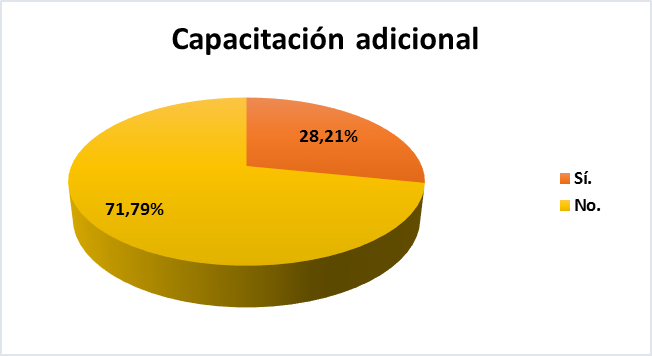 Capacitación adicional
28,21%
71,79%
Sí.
No.